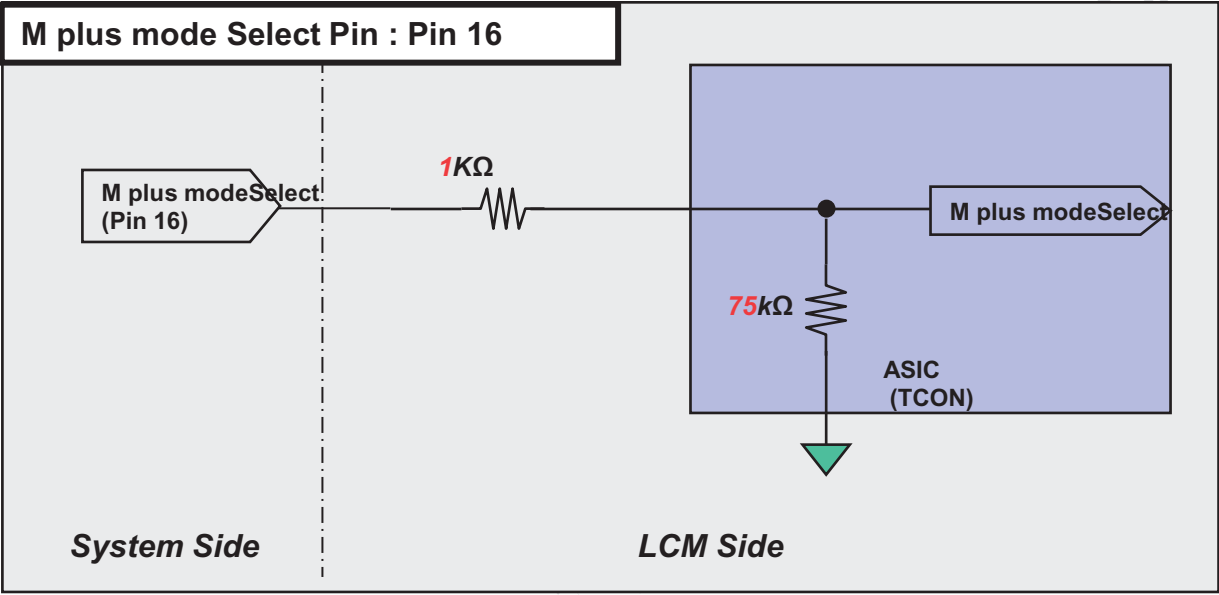 M plus mode Select Pin : Pin 16
1KΩ
M plus modeSelect
(Pin 16)
M plus modeSelect
75kΩ
ASIC
(TCON)
System Side
LCM Side